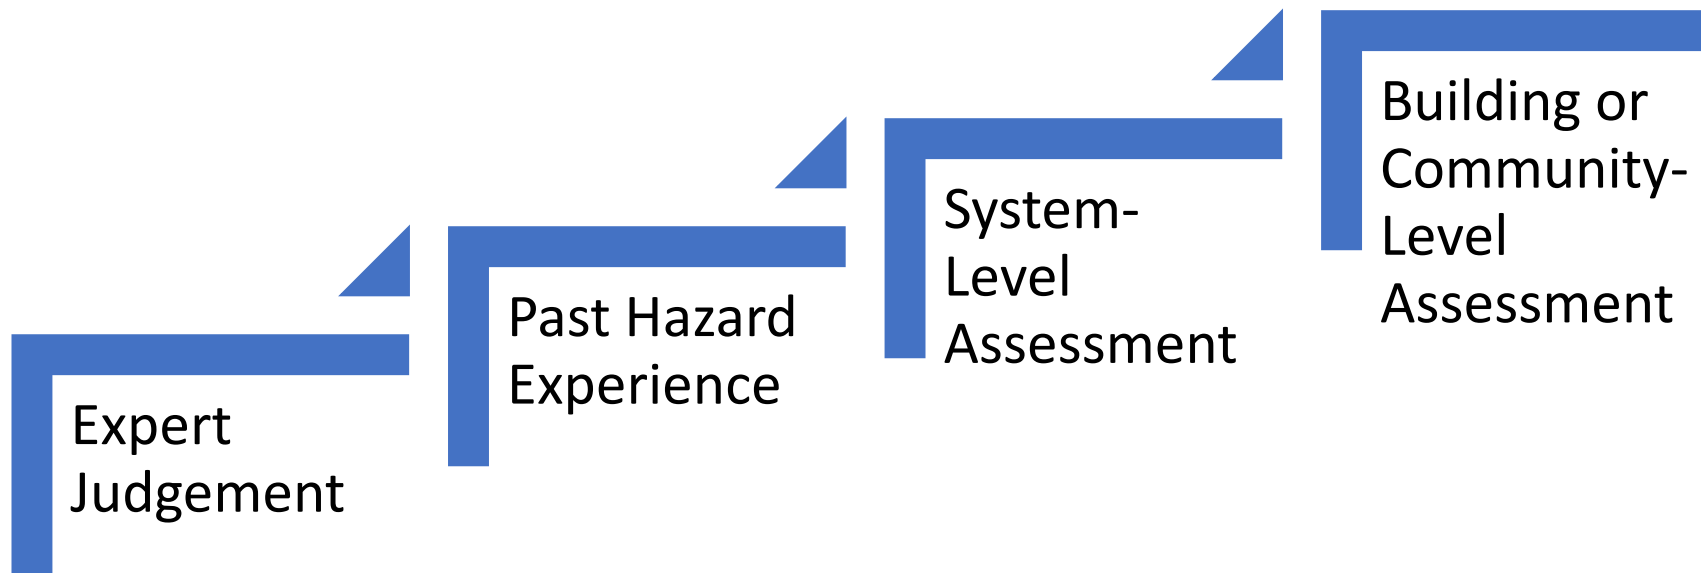 Expert
Judgement
Past Hazard
Experience
System-
Level
Assessment
Building or
Community-
Level
Assessment